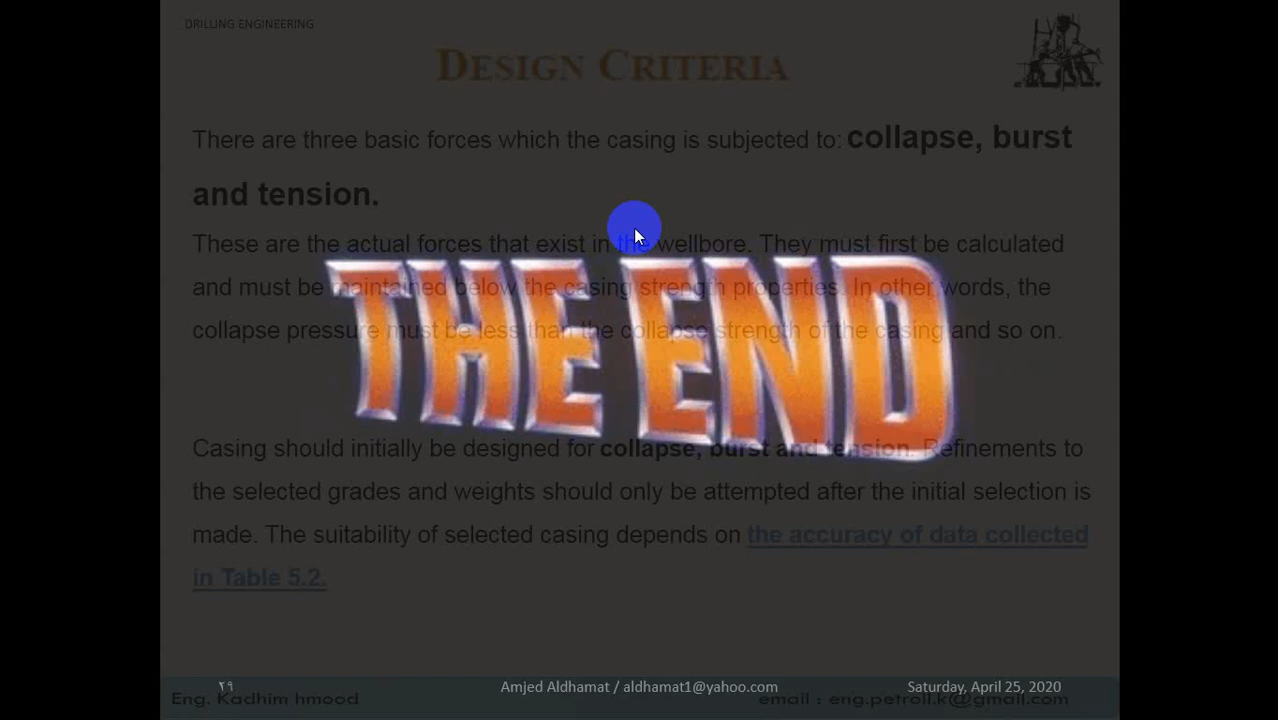 DRILLING ENGINEERING
DESIGN CRITERIA
There are three basic forces which the casing is subjected to: collapse, burst
and tension.
These are the actual forces that exist in the wellbore. They must first be calculated
and must be maintained below the casing strength properties. In other words, the
collapse pressure must be less than the collapse strength of the casing and so on.
THE END
Casing should initially be designed for collapse, burst and tension. Refinements to
the selected grades and weights should only be attempted after the initial selection is
made. The suitability of selected casing depends on the accuracy of data collected
in Table 5.2.
٢٩ Amjed Aldhamat / aldhamat1@yahoo.com Saturday, April 25, 2020
Eng. Kadhim hmood email : eng.petroil.k@gmail.com